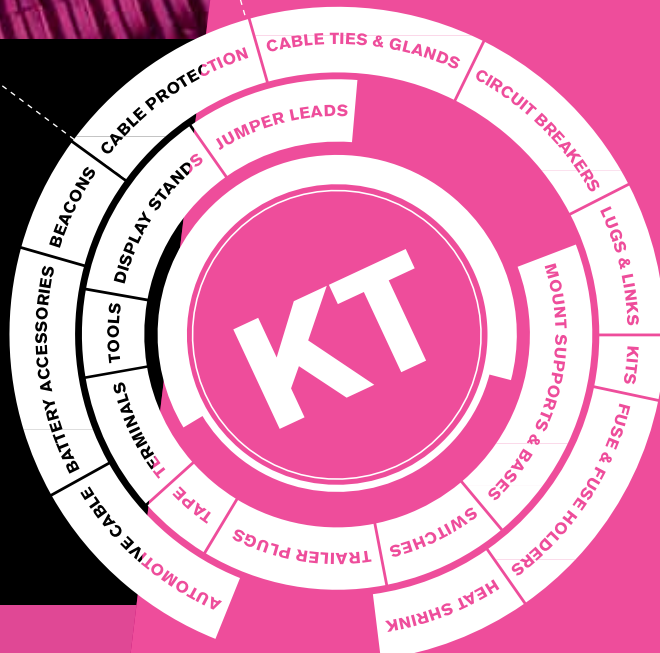 CABLE TIES & GLANDS
CIRCUIT BREAKERS
LUGS & LINKS
KITS
FUSE & FUSE HOLDERS
HEAT SHRINK
AUTOMOTIVE CABLE
BATTERY ACCESSORIES
BEACONS
CABLE PROTECTION
JUMPER LEADS
MOUNT SUPPORTS & BASES
SWITCHES
TRAILER PLUGS
TAPE
TERMINALS
TOOLS
DISPLAY STANDS
KT